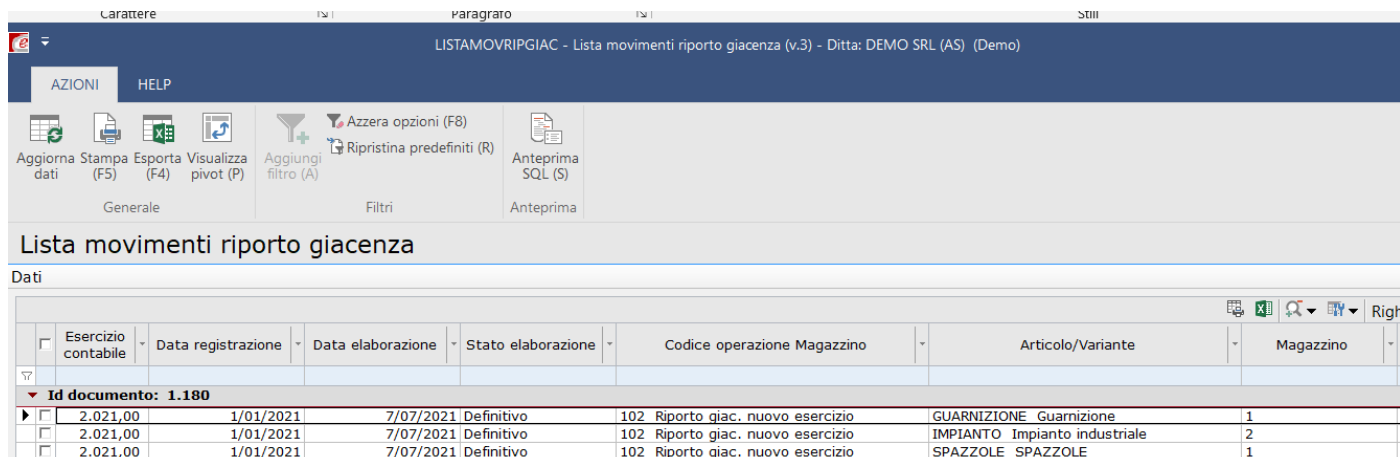 Carattere Paragrafo Stili
LISTAMOVRIPGIAC - Lista movimenti riporto giacenza (v.3) - Ditta: DEMO SRL (AS) (Demo)
AZIONI HELP
Aggiorna dati
Stampa (F5)
Esporta (F4)
Visualizza pivot (P)
Generale
Aggiungi filtro (A)
Azzera opzioni (F8)
Ripristina predefiniti (R)
Filtri
Anteprima SQL (S)
Anteprima
Lista movimenti riporto giacenza
Dati
Righ
Esercizio contabile Data registrazione Data elaborazione Stato elaborazione Codice operazione Magazzino Articolo/Variante Magazzino
Id documento: 1.180
2.021,00 1/01/2021 7/07/2021 Definitivo 102 Riporto giac. nuovo esercizio GUARNIZIONE Guarnizione 1
2.021,00 1/01/2021 7/07/2021 Definitivo 102 Riporto giac. nuovo esercizio IMPIANTO Impianto industriale 2
2.021,00 1/01/2021 7/07/2021 Definitivo 102 Riporto giac. nuovo esercizio SPAZZOLE SPAZZOLE 1